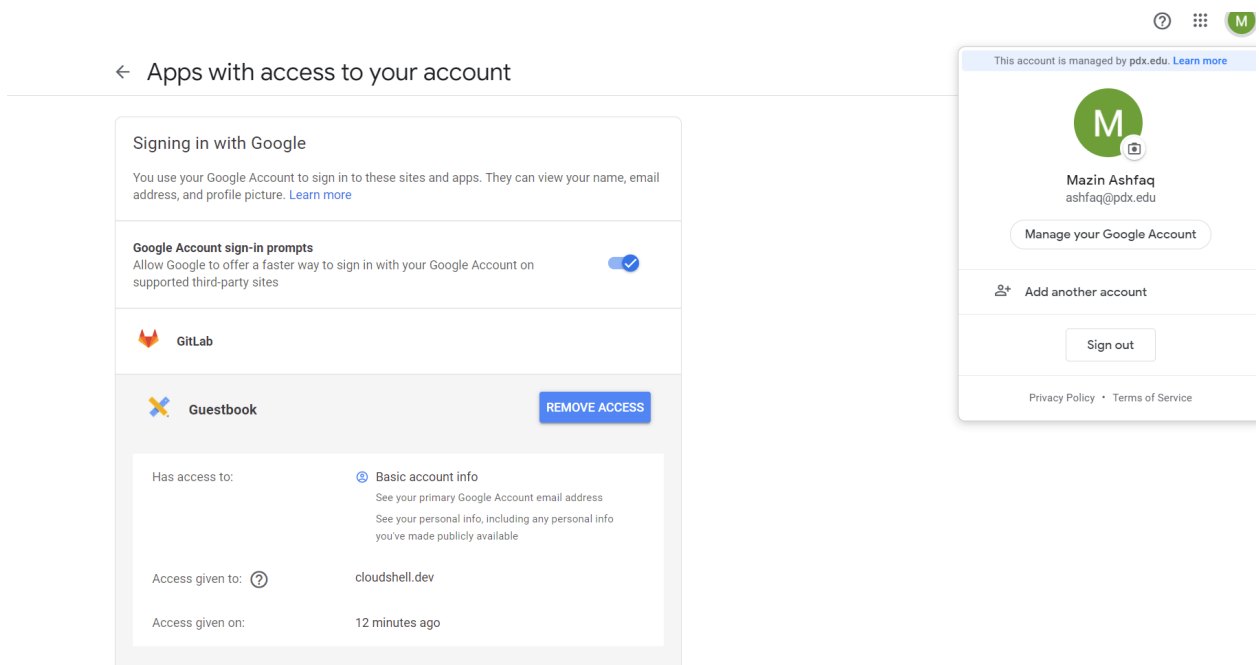 M
← Apps with access to your account
Signing in with Google
You use your Google Account to sign in to these sites and apps. They can view your name, email
address, and profile picture. Learn more
Google Account sign-in prompts
Allow Google to offer a faster way to sign in with your Google Account on
supported third-party sites
GitLab
Guestbook
REMOVE ACCESS
Has access to:
Basic account info
See your primary Google Account email address
See your personal info, including any personal info
you've made publicly available
Access given to:
cloudshell.dev
Access given on:
12 minutes ago
This account is managed by pdx.edu. Learn more
M
Mazin Ashfaq
ashfaq@pdx.edu
Manage your Google Account
Add another account
Sign out
Privacy Policy • Terms of Service